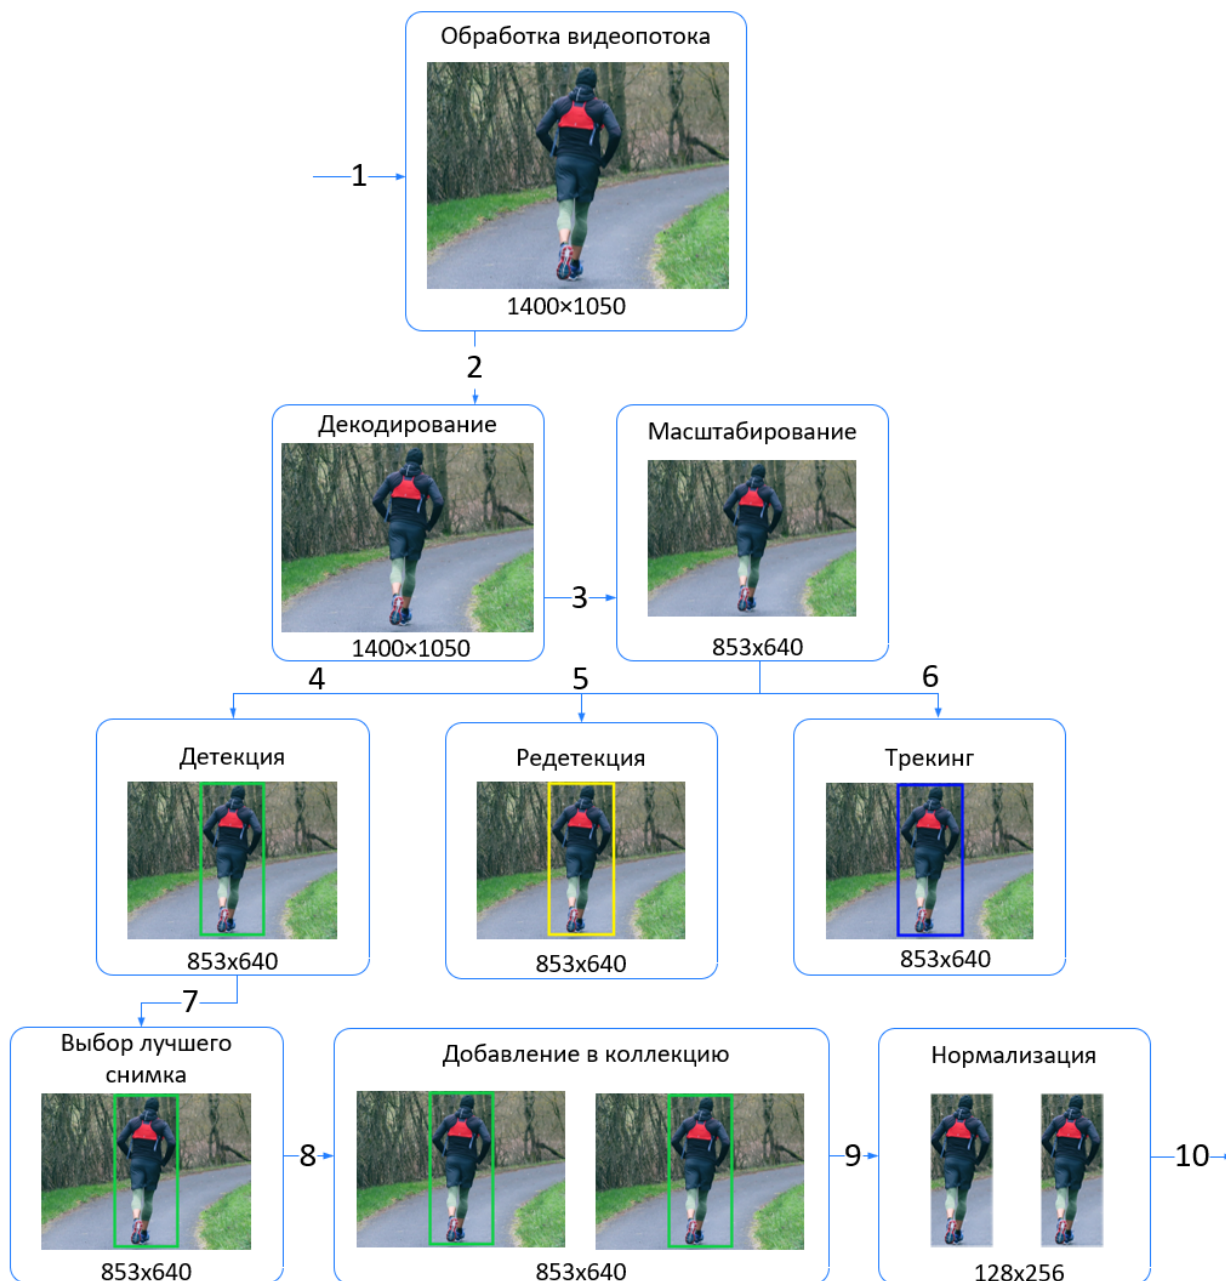 Обработка видеопотока
1
1400×1050
2
Декодирование
Масштабирование
3
1400×1050
853x640
4
5
6
Детекция
Редетекция
Трекинг
853x640
853x640
853x640
7
Выбор лучшего
снимка
Добавление в коллекцию
Нормализация
8
9
10
853x640
853x640
128x256